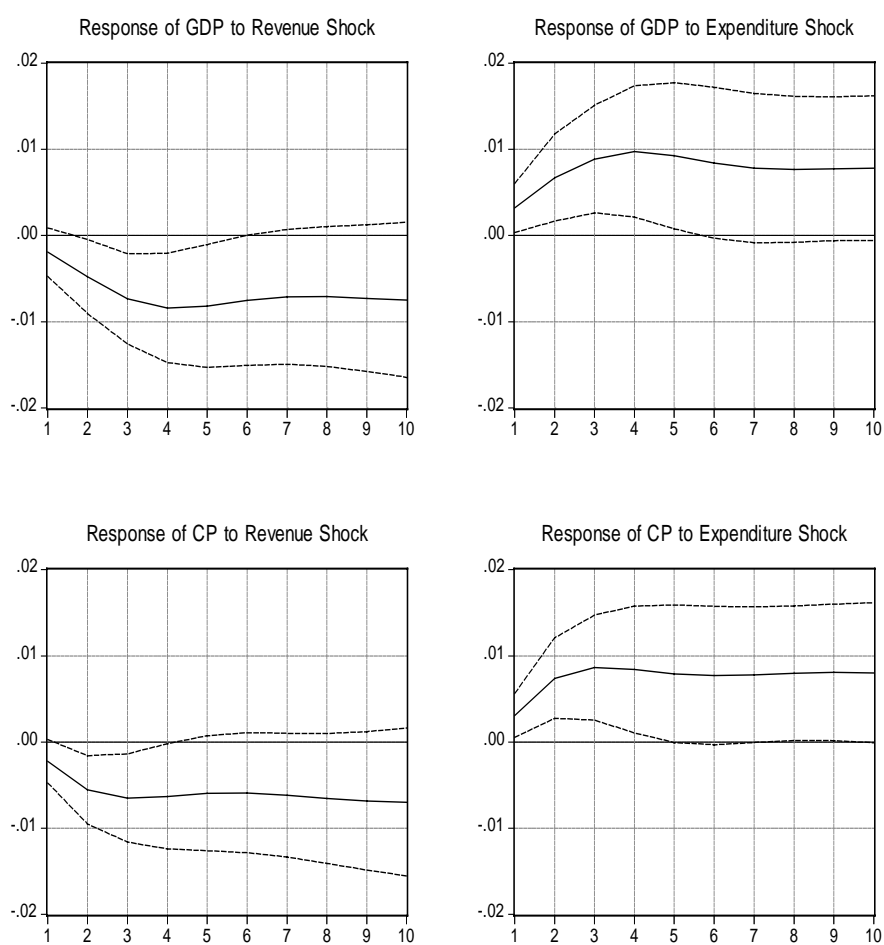 Response of GDP to Revenue Shock
.02
.01
.00
-.01
-.02
1 2 3 4 5 6 7 8 9 10
Response of GDP to Expenditure Shock
.02
.01
.00
-.01
-.02
1 2 3 4 5 6 7 8 9 10
Response of CP to Revenue Shock
.02
.01
.00
-.01
-.02
1 2 3 4 5 6 7 8 9 10
Response of CP to Expenditure Shock
.02
.01
.00
-.01
-.02
1 2 3 4 5 6 7 8 9 10